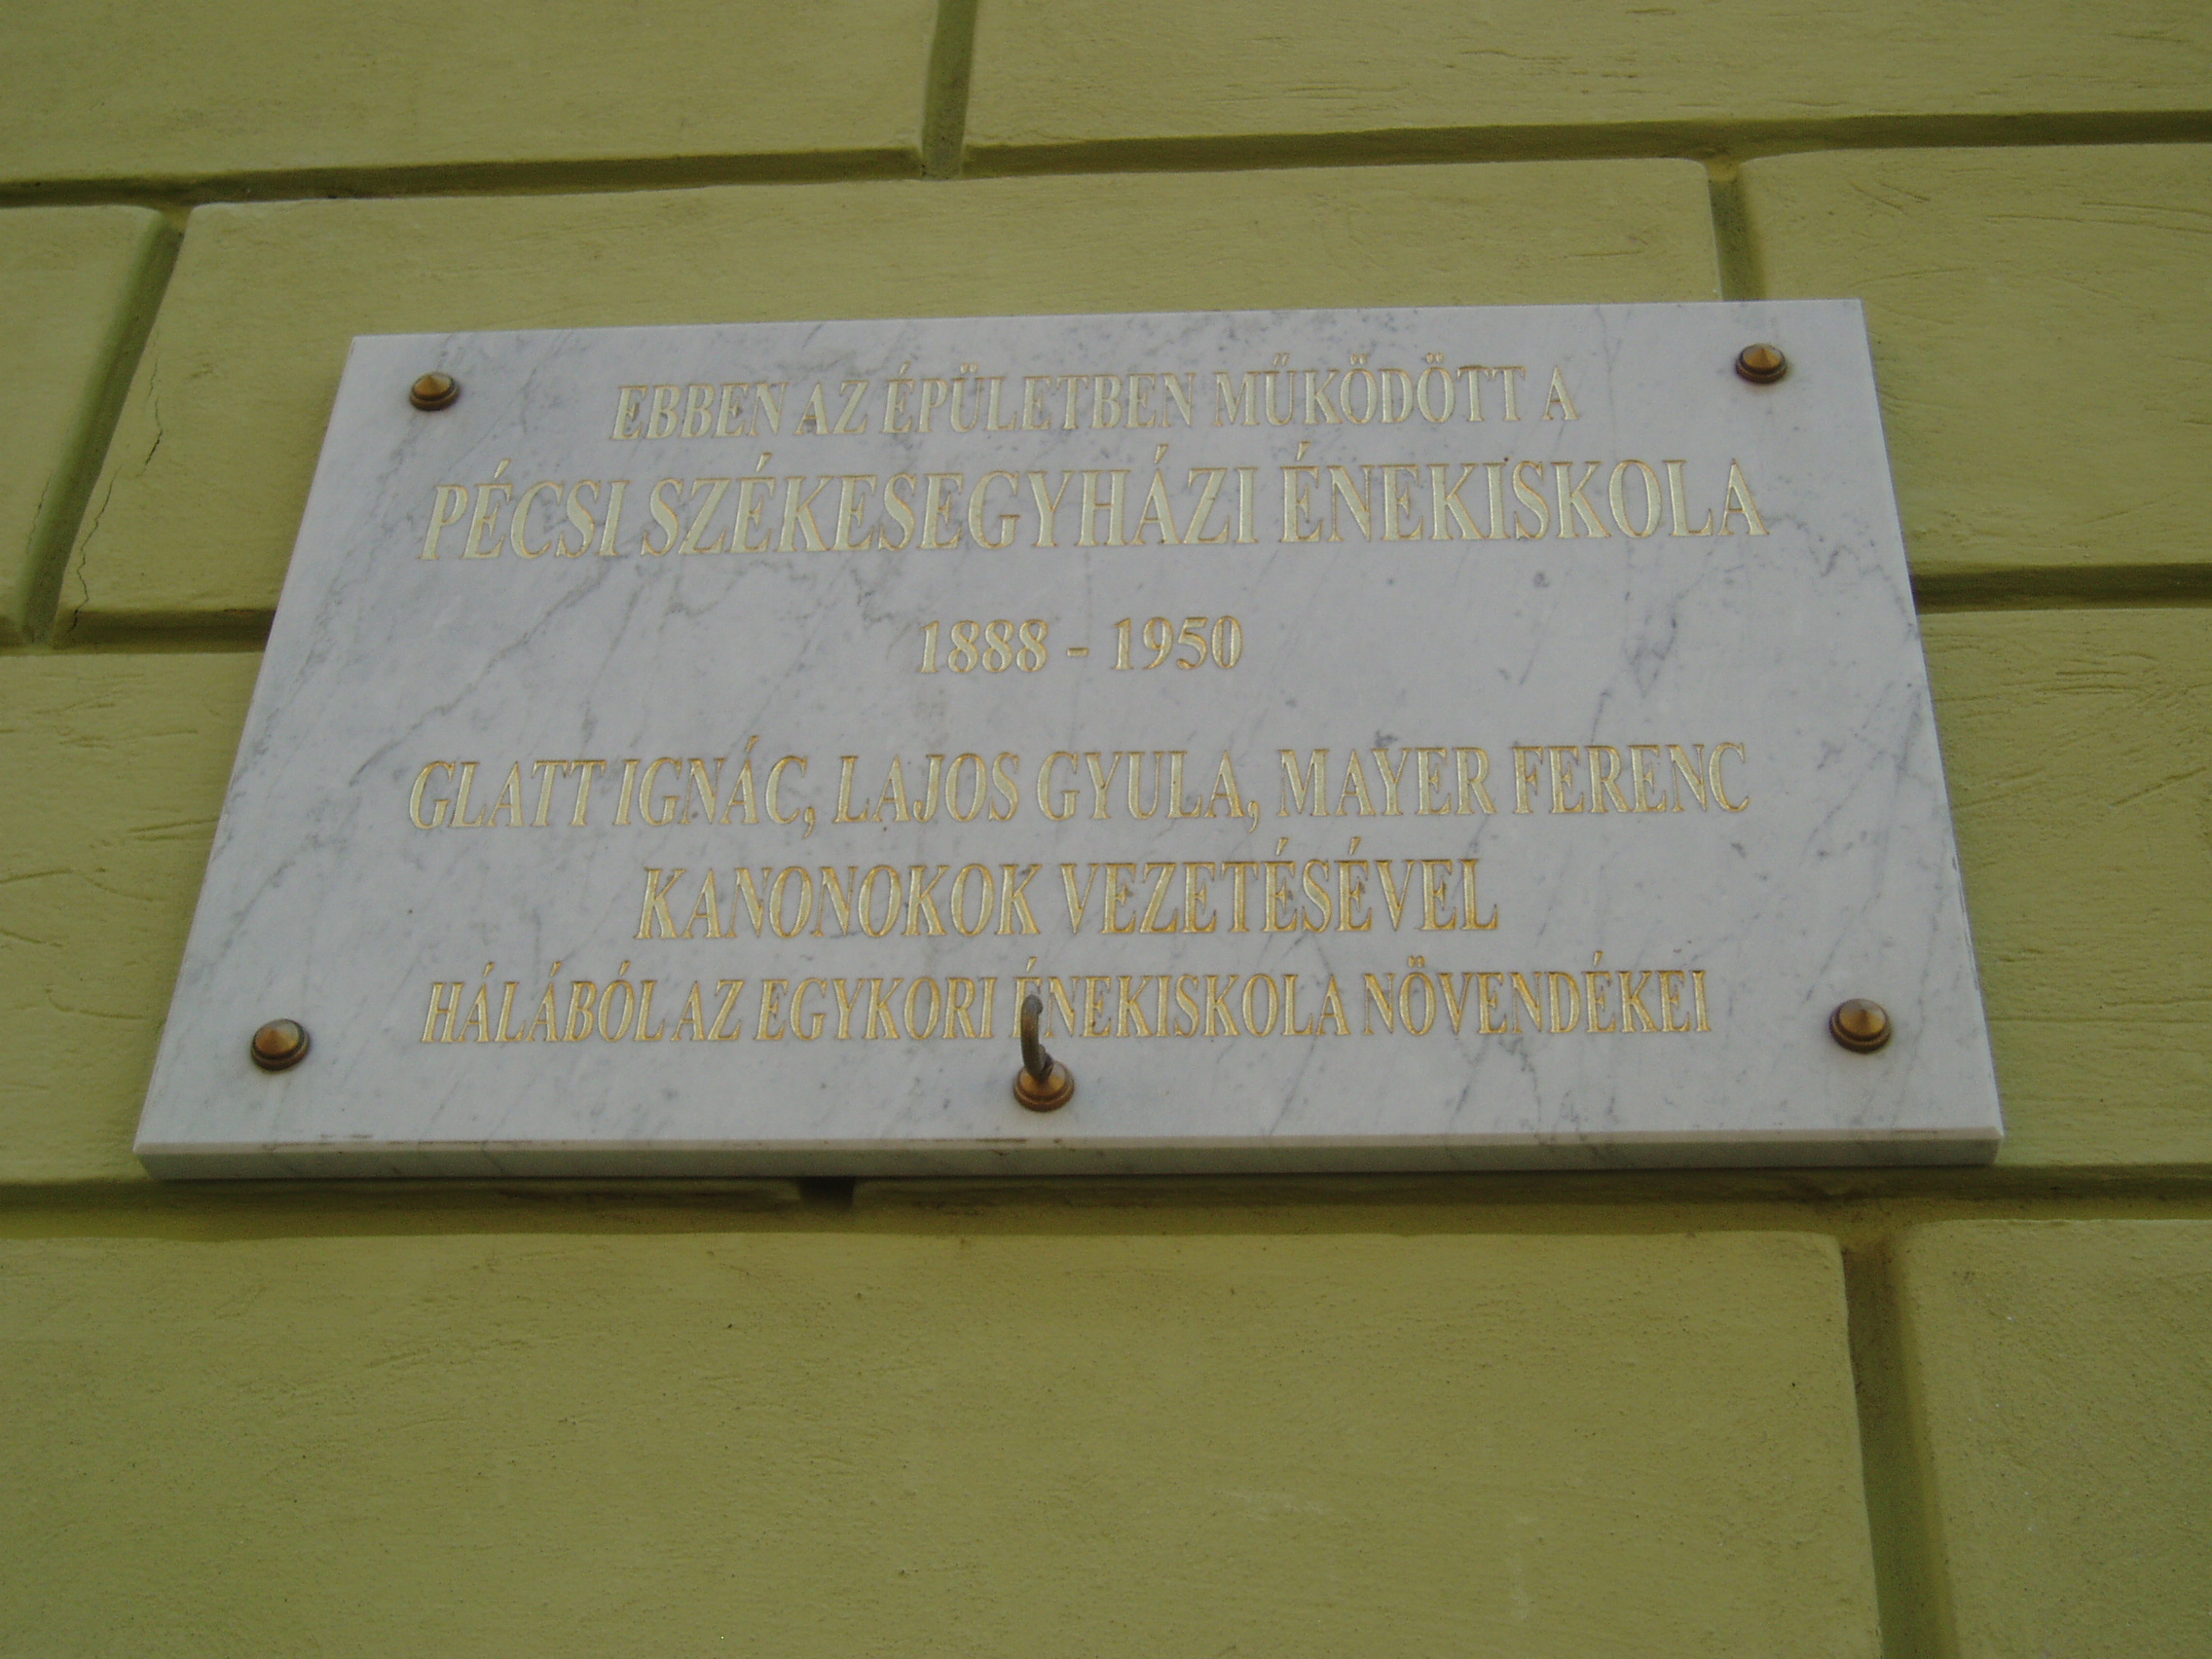 EBBEN AZ ÉPÜLETBEN MŰKÖDÖTT A
PÉCSI SZÉKESEGYHÁZI ÉNEKISKOLA
1888 - 1950
GLATT IGNÁC, LAJOS GYULA, MAYER FERENC
KANONOKOK VEZETÉSÉVEL
HÁLÁBÓL AZ EGYKORI ÉNEKISKOLA NÖVENDÉKEI